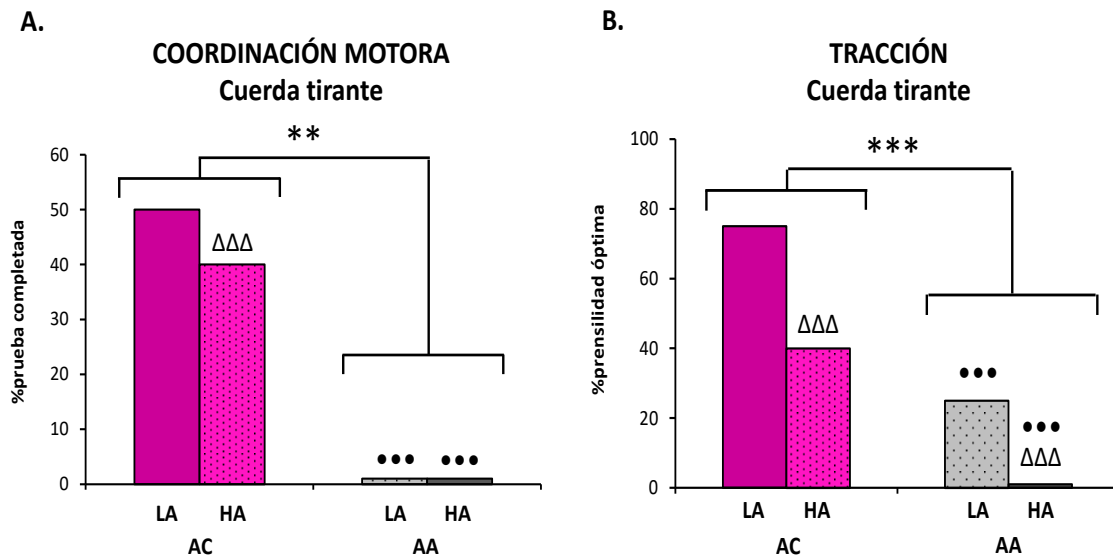 A.
COORDINACIÓN MOTORA
Cuerda tirante
**
%prueba completada
60
50
40
30
20
10
0
ΔΔΔ
●●● ●●●
LA HA LA HA
AC AA
B.
TRACCIÓN
Cuerda tirante
***
%prensilidad óptima
100
80
60
40
20
0
ΔΔΔ
●●●
●●●
ΔΔΔ
LA HA LA HA
AC AA